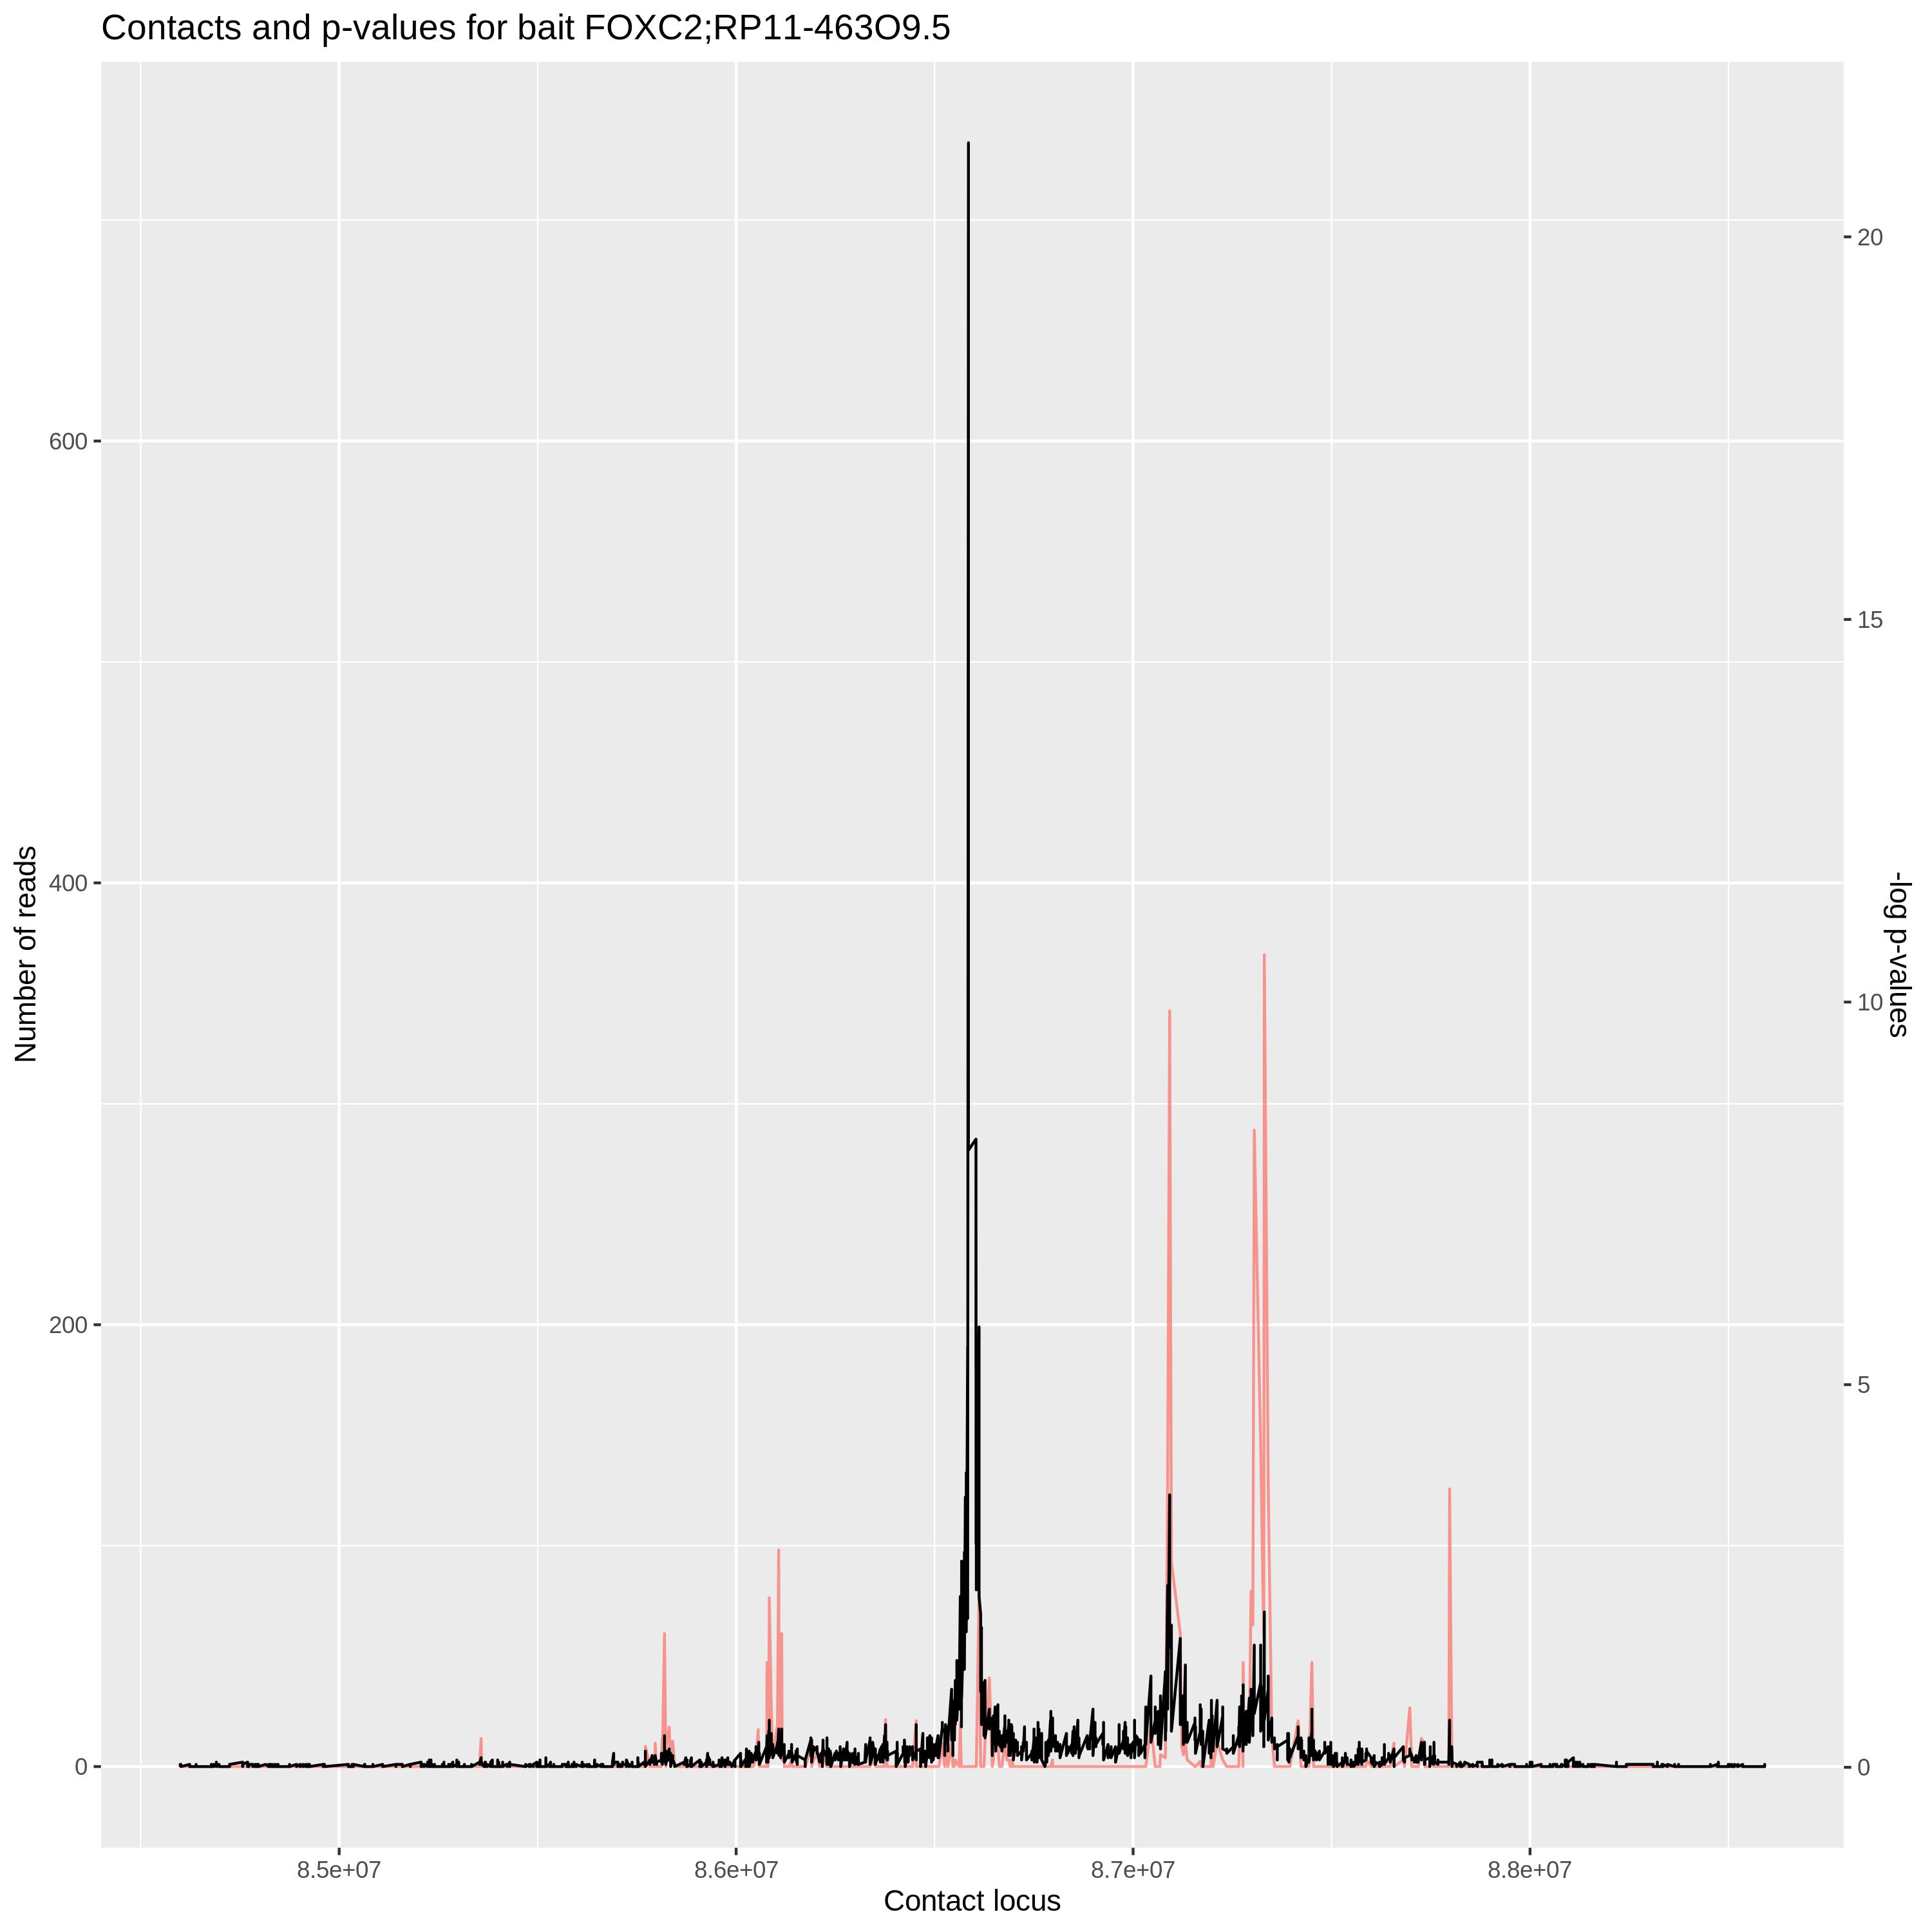 Contacts and p-values for bait FOXC2;RP11-463O9.5
Number of reads
600
400
200
0
20
15
10
5
0
-log p-values
8.5e+07
8.6e+07
8.7e+07
8.8e+07
Contact locus